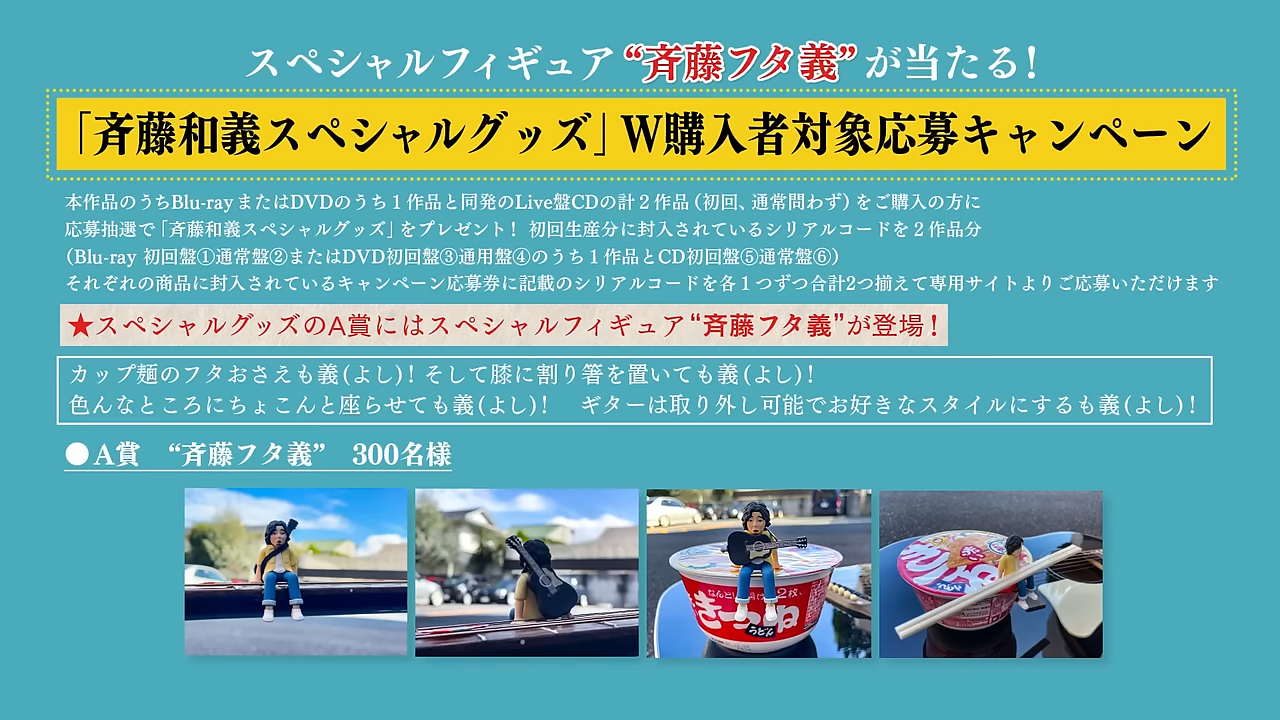 スペシャルフィギュア“斉藤フタ義”が当たる！
「斉藤和義スペシャルグッズ」W購入者対象応募キャンペーン
本作品のうちBlu-rayまたはDVDのうち１作品と同発のLive盤CDの計２作品（初回、通常問わず）をご購入の方に
応募抽選で「斉藤和義スペシャルグッズ」をプレゼント！ 初回生産分に封入されているシリアルコードを２作品分
（Blu-ray 初回盤①通常盤②またはDVD初回盤③通用盤④のうち１作品とCD初回盤⑤通常盤⑥）
それぞれの商品に封入されているキャンペーン応募券に記載のシリアルコードを各１つずつ合計2つ揃えて専用サイトよりご応募いただけます
★スペシャルグッズのA賞にはスペシャルフィギュア“斉藤フタ義”が登場！
カップ麺のフタおさえも義(よし)！そして膝に割り箸を置いても義(よし)！
色んなところにちょこんと座らせても義(よし)！　ギターは取り外し可能でお好きなスタイルにするも義(よし)！
●A賞　“斉藤フタ義”　300名様
きつね
うどん